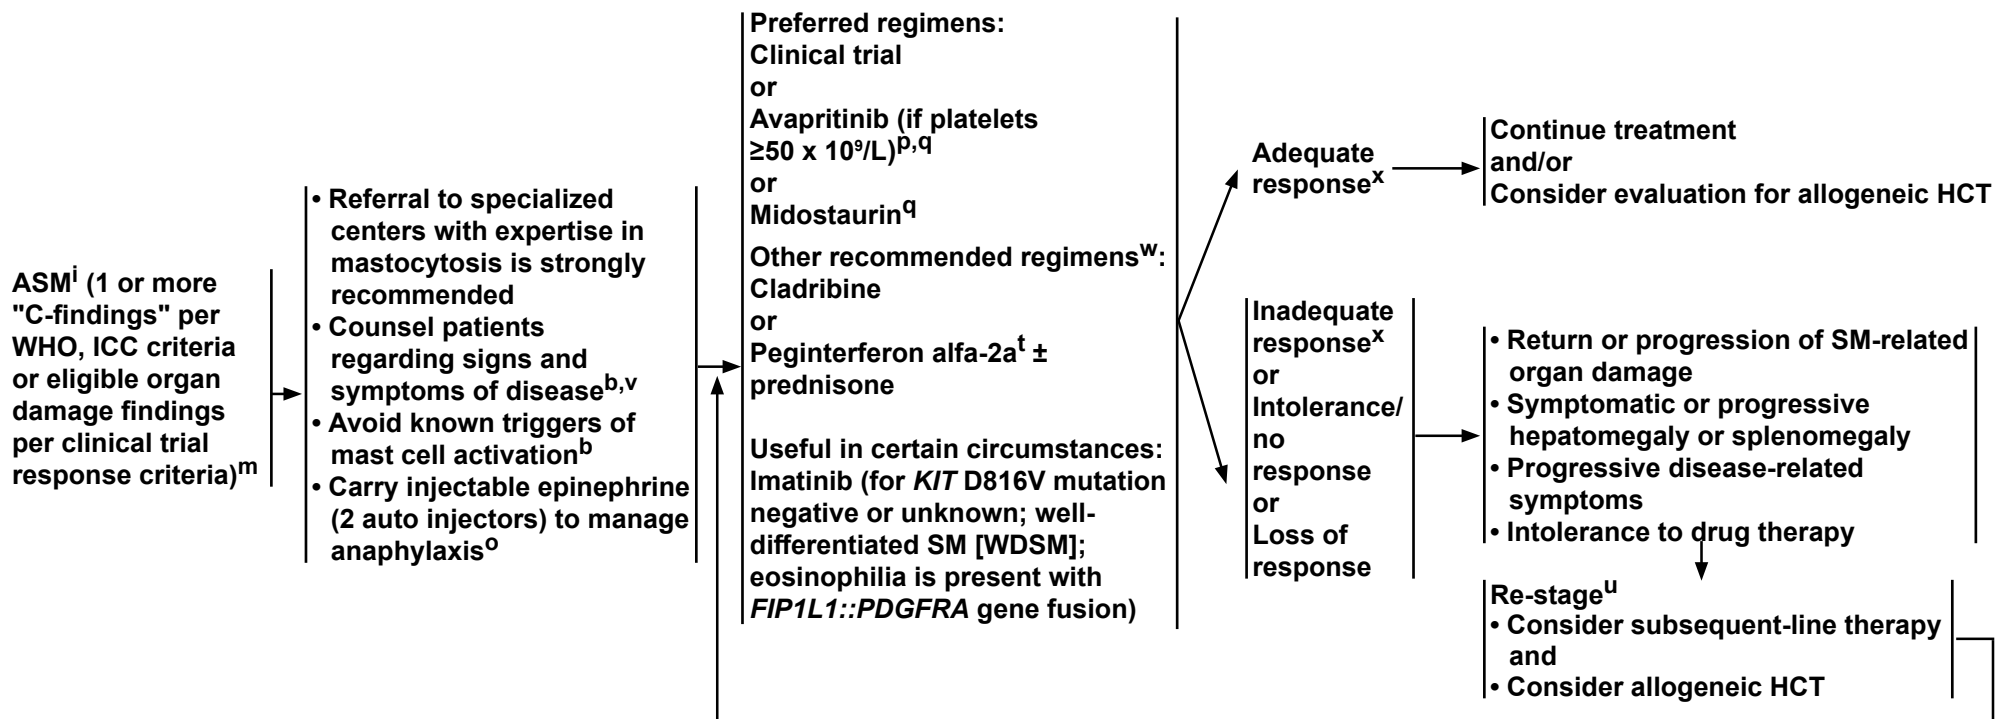 ASMⁱ (1 or more
"C-findings" per
WHO, ICC criteria
or eligible organ
damage findings
per clinical trial
response criteria)ᵐ
• Referral to specialized
centers with expertise in
mastocytosis is strongly
recommended
• Counsel patients
regarding signs and
symptoms of diseaseᵇ,ᵛ
• Avoid known triggers of
mast cell activationᵇ
• Carry injectable epinephrine
(2 auto injectors) to manage
anaphylaxisᵒ
Preferred regimens:
Clinical trial
or
Avapritinib (if platelets
≥50 x 10⁹/L)ᵖ,q
or
Midostaurinq
Other recommended regimensʷ:
Cladribine
or
Peginterferon alfa-2aᵗ ±
prednisone
Useful in certain circumstances:
Imatinib (for KIT D816V mutation
negative or unknown; well-
differentiated SM [WDSM];
eosinophilia is present with
FIP1L1::PDGFRA gene fusion)
Adequate
responseˣ
Continue treatment
and/or
Consider evaluation for allogeneic HCT
Inadequate
responseˣ
or
Intolerance/
no
response
or
Loss of
response
• Return or progression of SM-related
organ damage
• Symptomatic or progressive
hepatomegaly or splenomegaly
• Progressive disease-related
symptoms
• Intolerance to drug therapy
Re-stageᵘ
• Consider subsequent-line therapy
and
• Consider allogeneic HCT